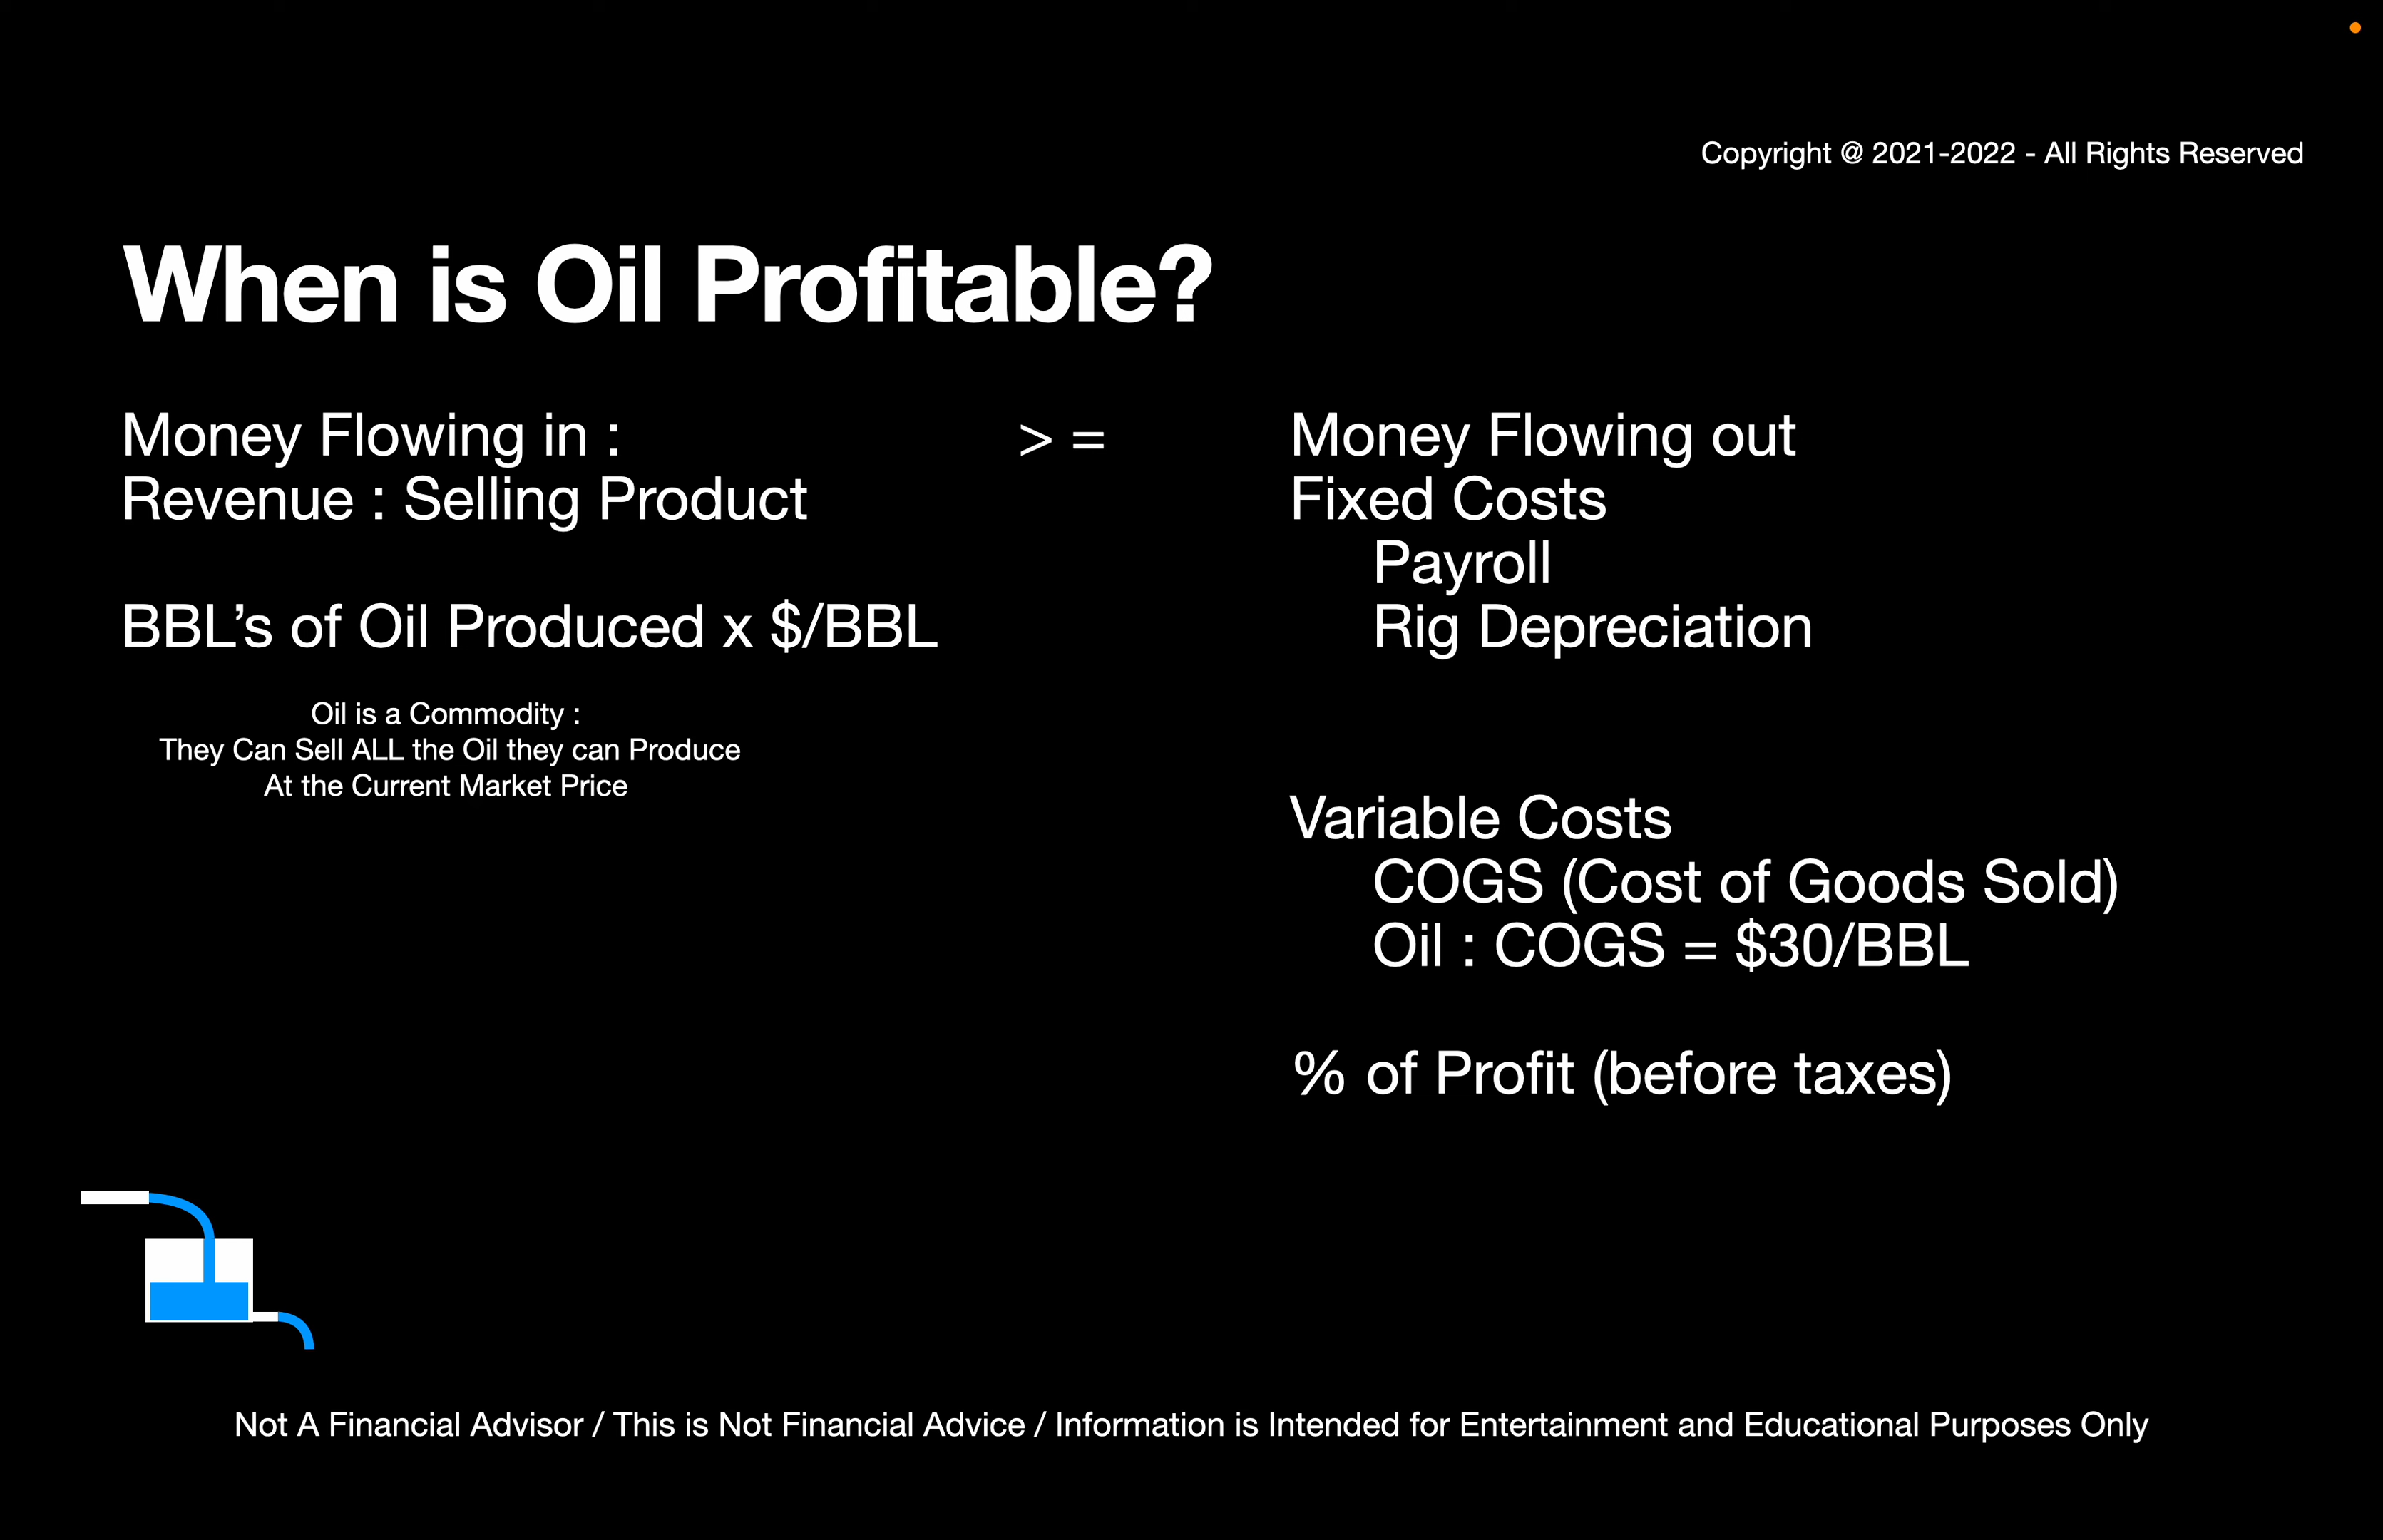 Copyright @ 2021-2022 - All Rights Reserved
When is Oil Profitable?
Money Flowing in :
Revenue : Selling Product
BBL’s of Oil Produced x $/BBL
Oil is a Commodity :
They Can Sell ALL the Oil they can Produce
At the Current Market Price
> =
Money Flowing out
Fixed Costs
Payroll
Rig Depreciation
Variable Costs
COGS (Cost of Goods Sold)
Oil : COGS = $30/BBL
% of Profit (before taxes)
Not A Financial Advisor / This is Not Financial Advice / Information is Intended for Entertainment and Educational Purposes Only